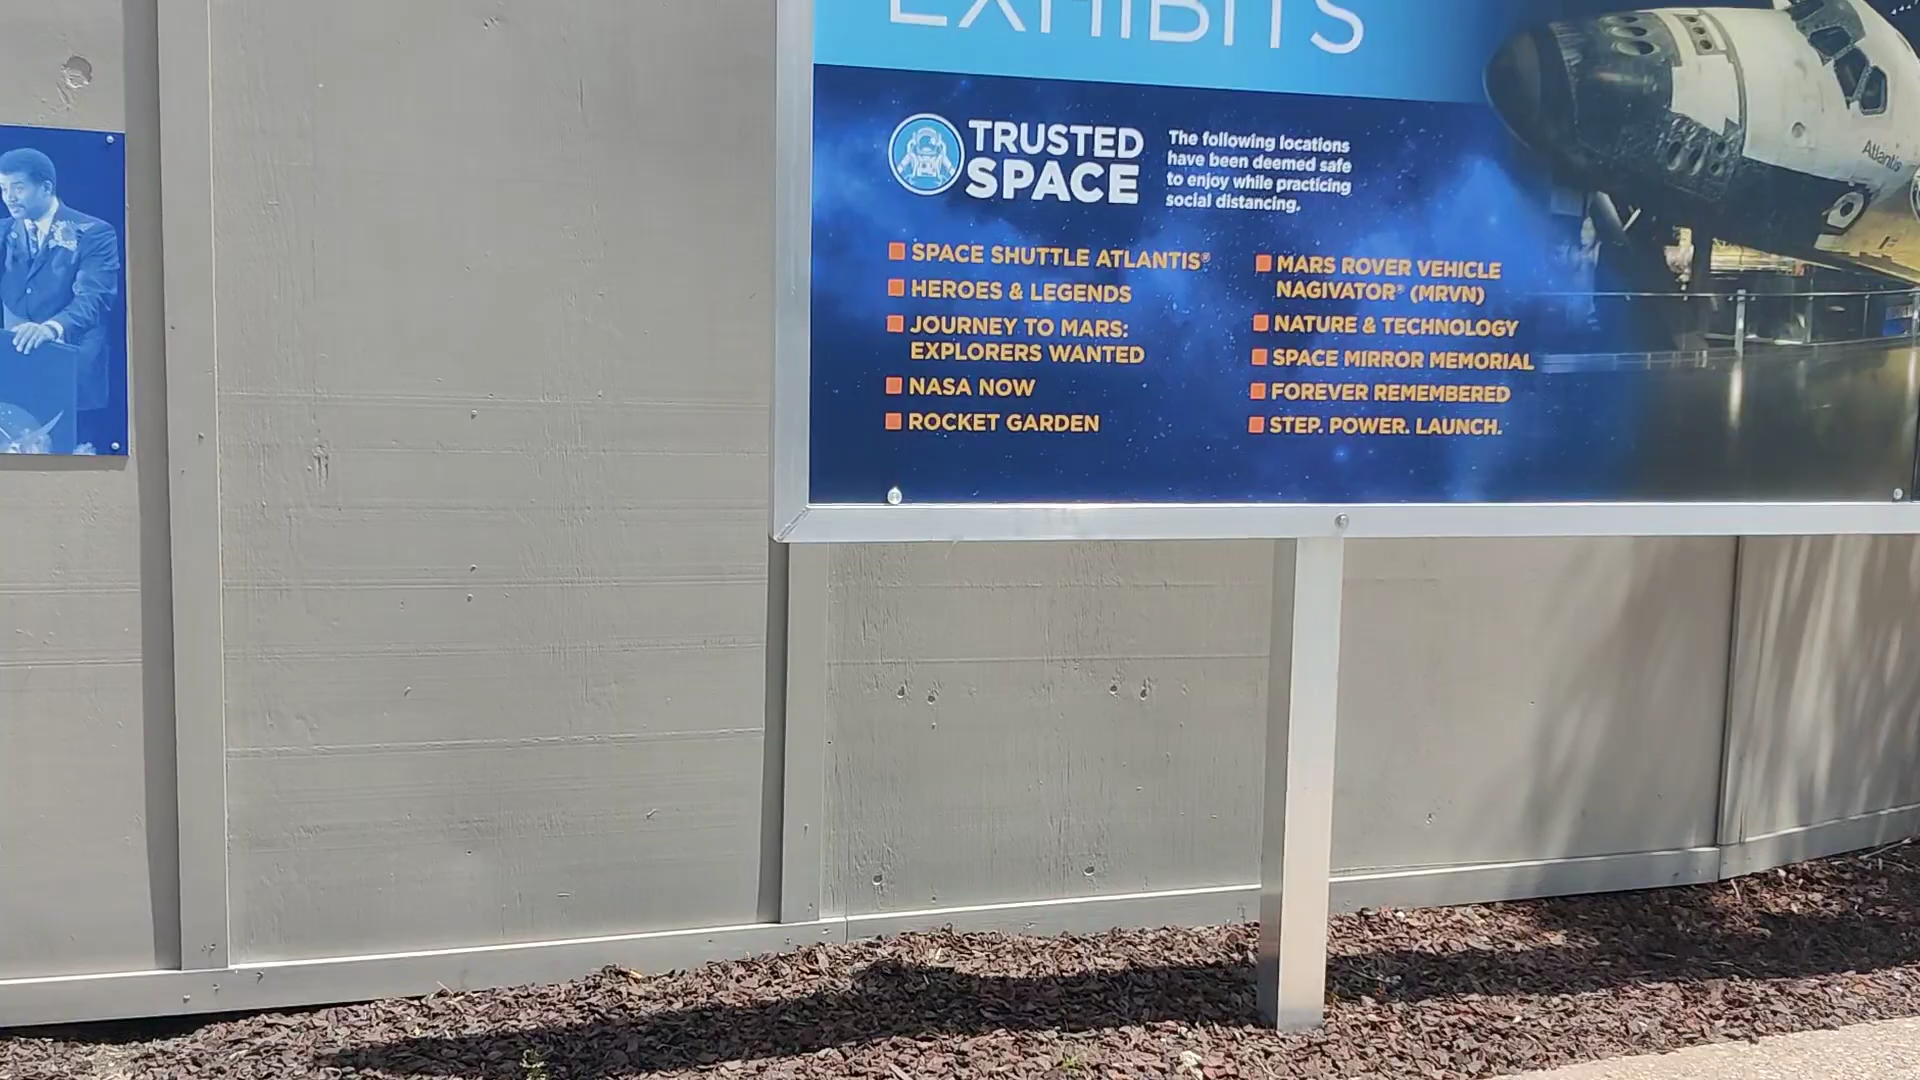 EXHIBITS
TRUSTED
SPACE
The following locations
have been deemed safe
to enjoy while practicing
social distancing.
SPACE SHUTTLE ATLANTIS®
HEROES & LEGENDS
JOURNEY TO MARS:
EXPLORERS WANTED
NASA NOW
ROCKET GARDEN
MARS ROVER VEHICLE
NAGIVATOR® (MRVN)
NATURE & TECHNOLOGY
SPACE MIRROR MEMORIAL
FOREVER REMEMBERED
STEP. POWER. LAUNCH.
Atlantis